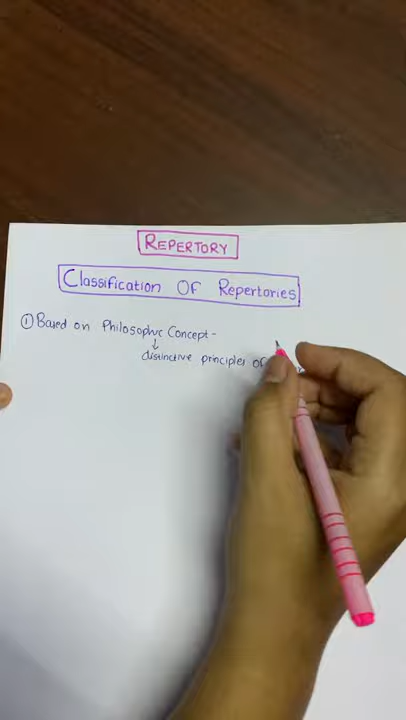 REPERTORY
Classification Of Repertories
① Based on Philosophic Concept -
↓
distinctive principles of